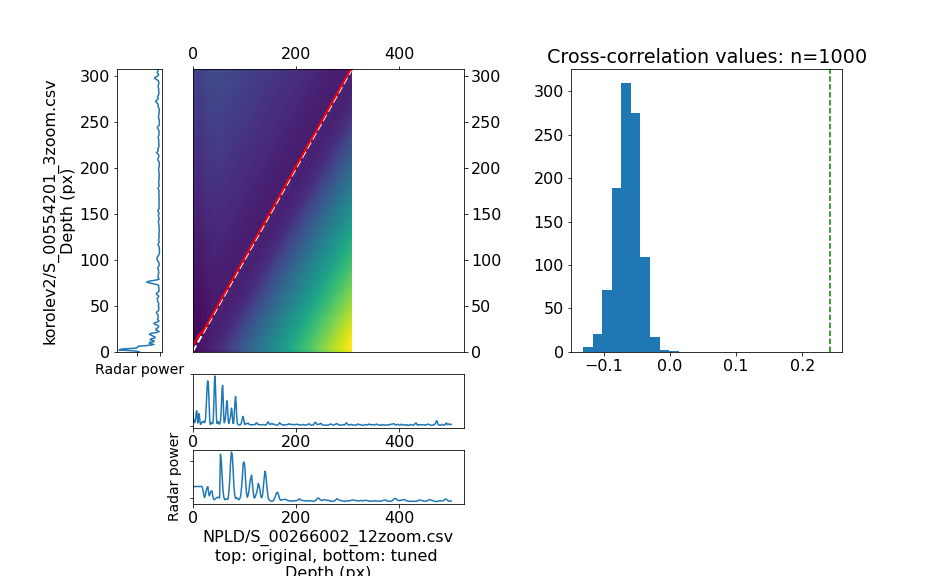 Cross-correlation values: n=1000
0 200 400
300 300 300
250 250 250
200 200 200
150 150 150
100 100 100
50 50 50
0 0 0
korolev2/S_00554201_3zoom.csv
Depth (px)
Radar power
−0.1 0.0 0.1 0.2
0 200 400
Radar power
0 200 400
NPLD/S_00266002_12zoom.csv
top: original, bottom: tuned
Depth (px)